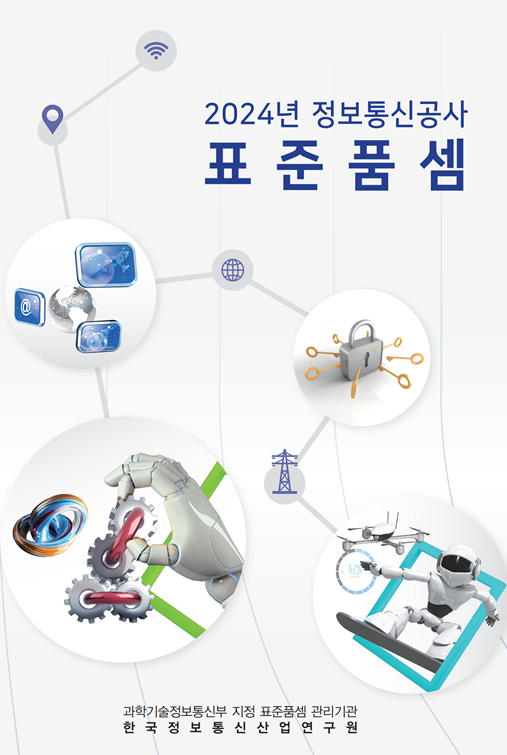 2024년 정보통신공사
표준품셈
@
67%
과학기술정보통신부 지정 표준품셈 관리기관
한국정보통신산업연구원